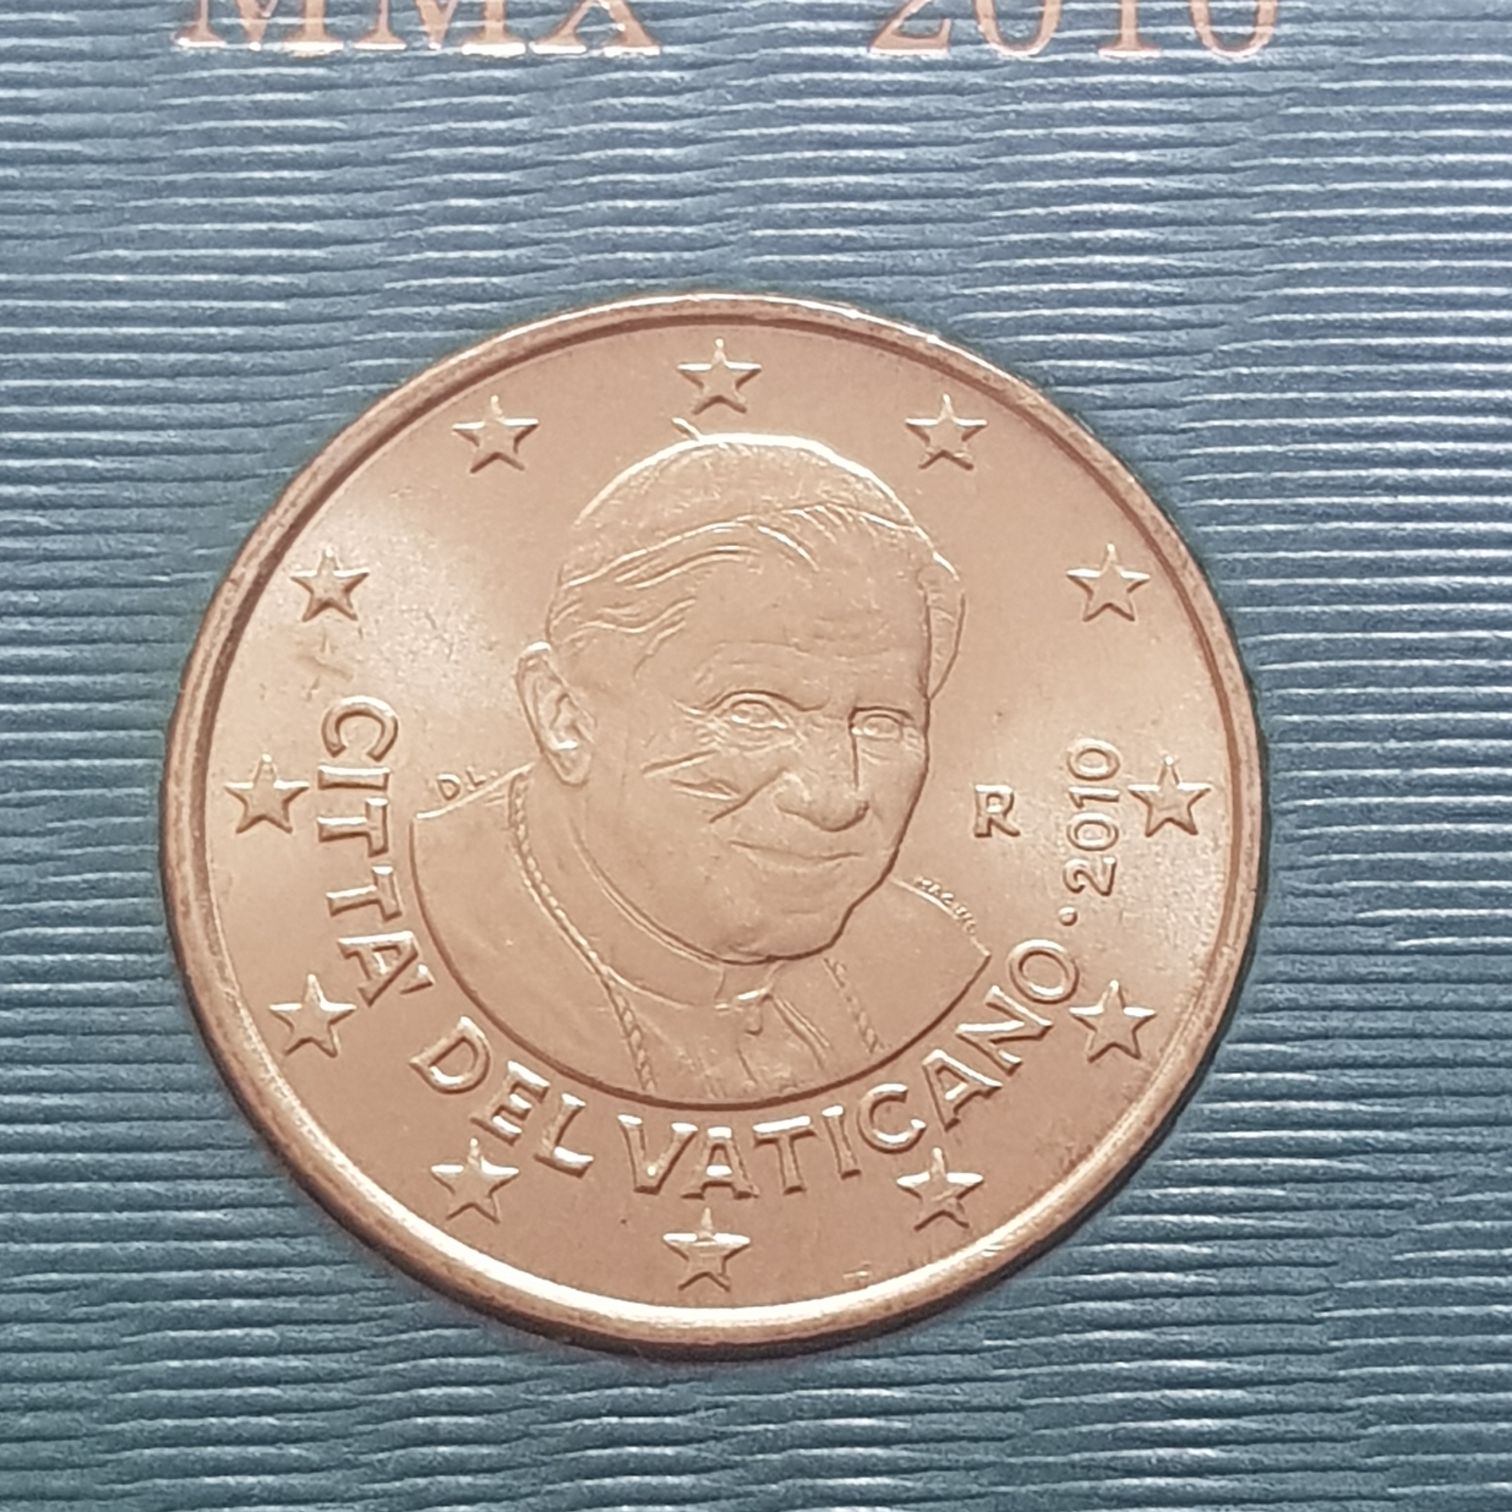 MMX 2010
CITTA' DEL VATICANO · 2010
DL.
R